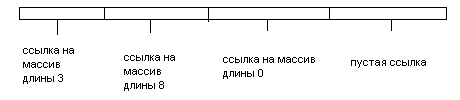 ссылка на
массив
длины 3
ссылка на
массив
длины 8
ссылка на массив
длины 0
пустая ссылка